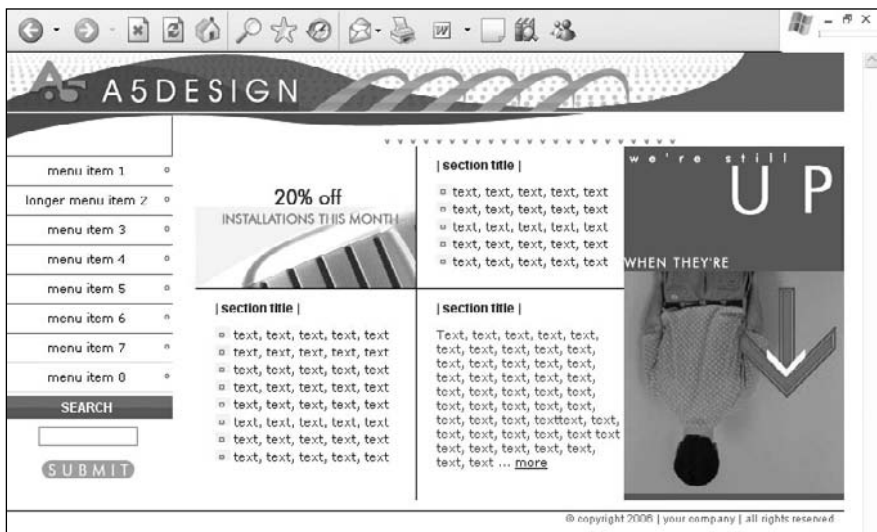 A5
A5DESIGN
menu item 1
longer menu item 2
menu item 3
menu item 4
menu item 5
menu item 6
menu item 7
menu item 8
SEARCH
SUBMIT
20% off
INSTALLATIONS THIS MONTH
| section title |
text, text, text, text, text
text, text, text, text, text
text, text, text, text, text
text, text, text, text, text
text, text, text, text, text
| section title |
text, text, text, text, text
text, text, text, text, text
text, text, text, text, text
text, text, text, text, text
text, text, text, text, text
text, text, text, text, text
text, text, text, text, text
text, text, text, text, text
| section title |
Text, text, text, text, text,
text, text, text, text, text,
text, text, text, text, text,
text, text, text, text, text,
text, text, text, text, text,
text, text, text, text, text,
text, text, text, texttext, text,
text, text, text, text, text text
text, text, text, text, text,
text, text ... more
we're still
UP
WHEN THEY'RE
© copyright 2006 | your company | all rights reserved